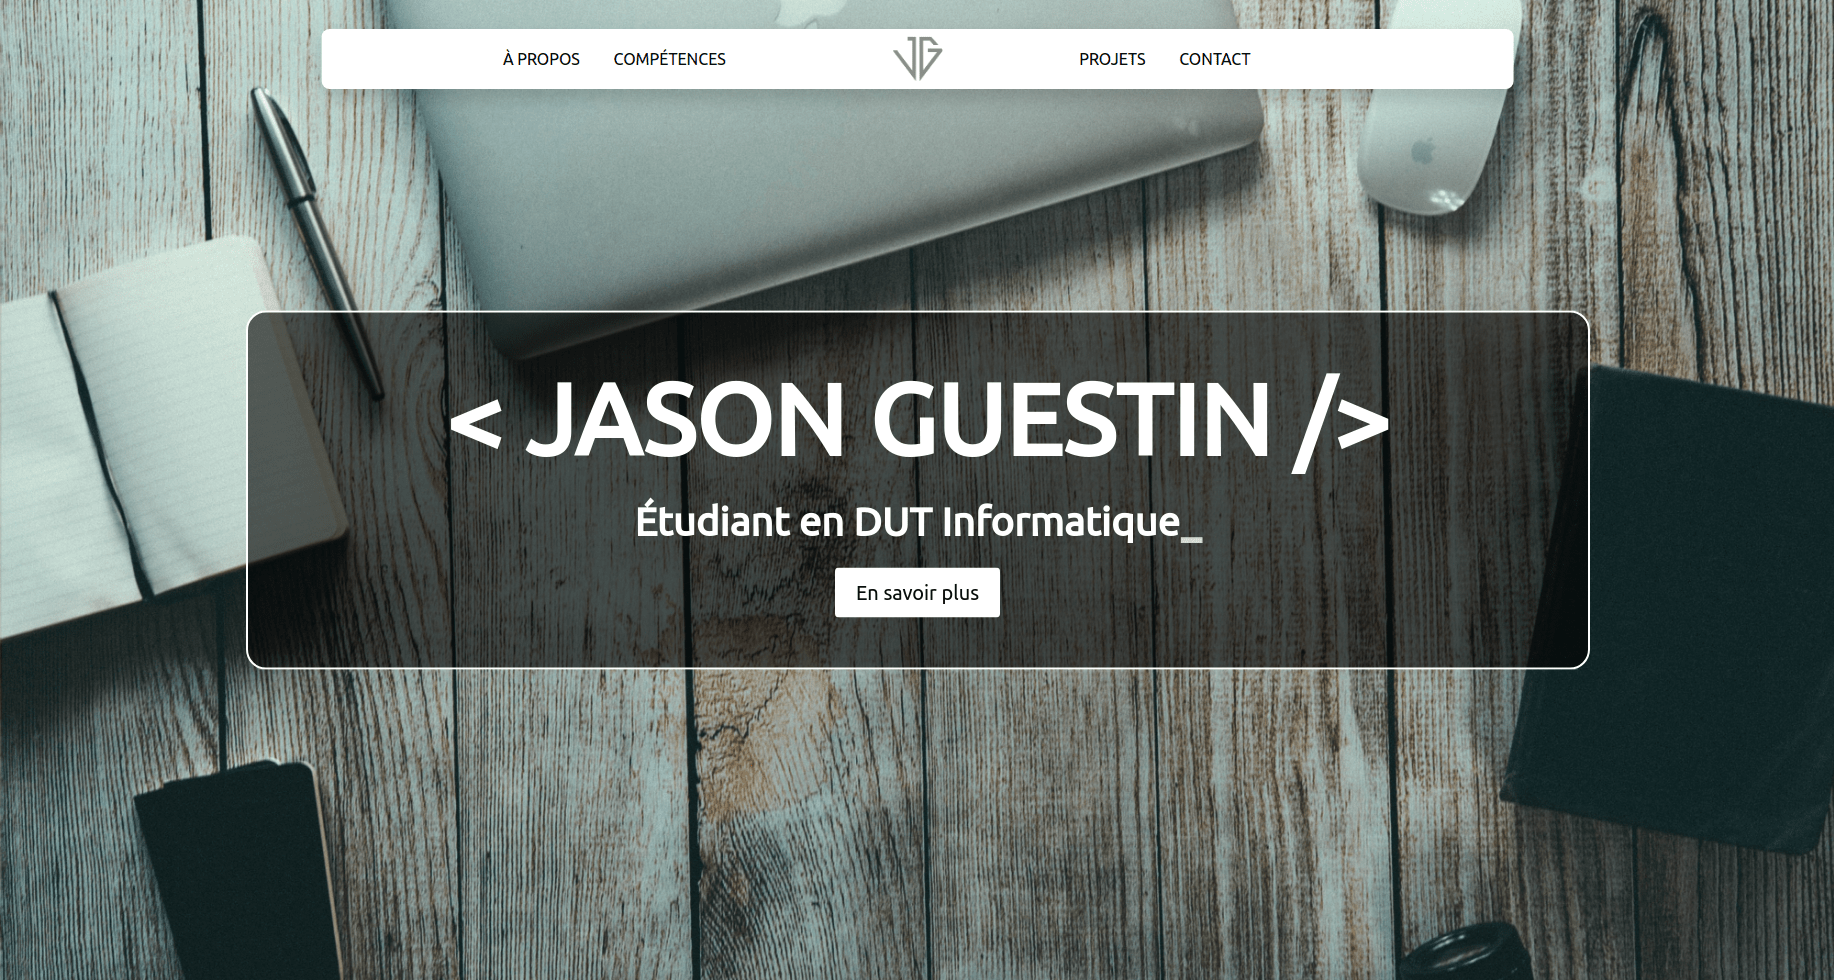 À PROPOS COMPÉTENCES JG PROJETS CONTACT
< JASON GUESTIN />
Étudiant en DUT Informatique_
En savoir plus